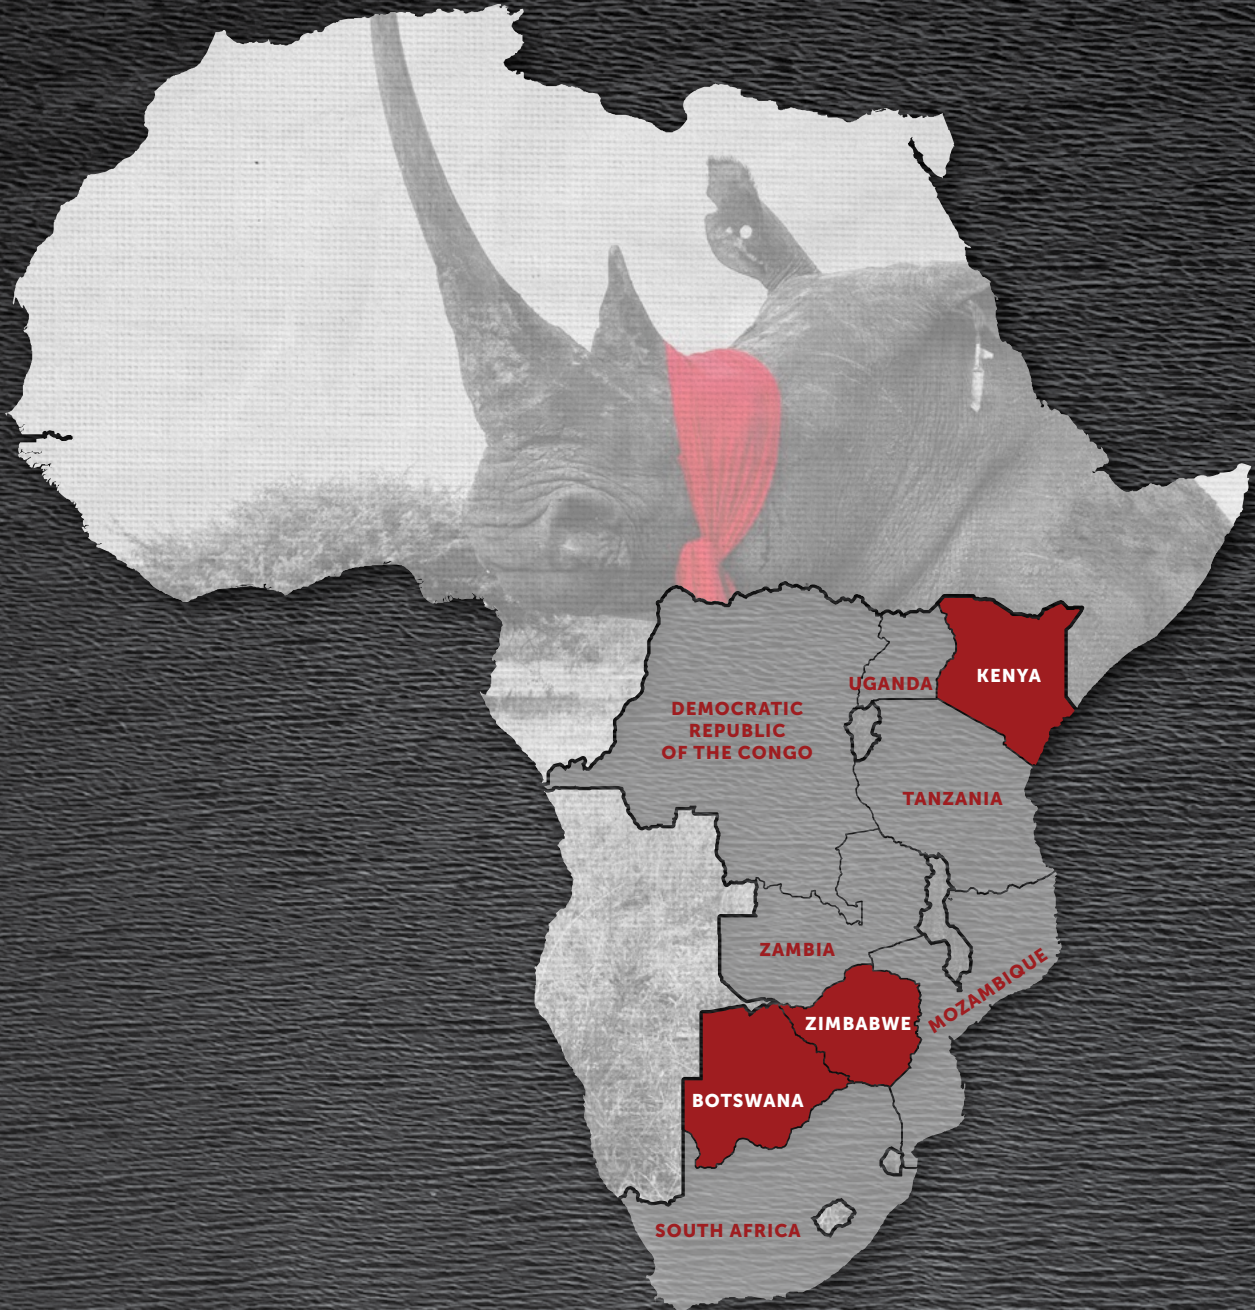 KENYA
UGANDA
DEMOCRATIC
REPUBLIC
OF THE CONGO
TANZANIA
ZAMBIA
MOZAMBIQUE
ZIMBABWE
BOTSWANA
SOUTH AFRICA